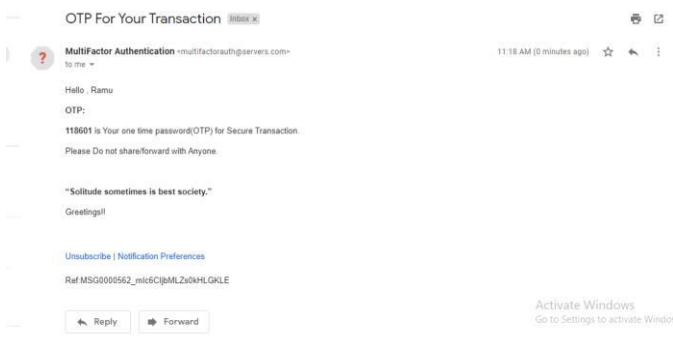 OTP For Your Transaction Inbox x
MultiFactor Authentication <multifactorauth@servers.com> 11:18 AM (0 minutes ago)
to me
Hello , Ramu
OTP:
118601 is Your one time password(OTP) for Secure Transaction.
Please Do not share/forward with Anyone.
"Solitude sometimes is best society."
Greetings!!
Unsubscribe | Notification Preferences
Reply Forward
Activate Windows
Go to Settings to activate Windo